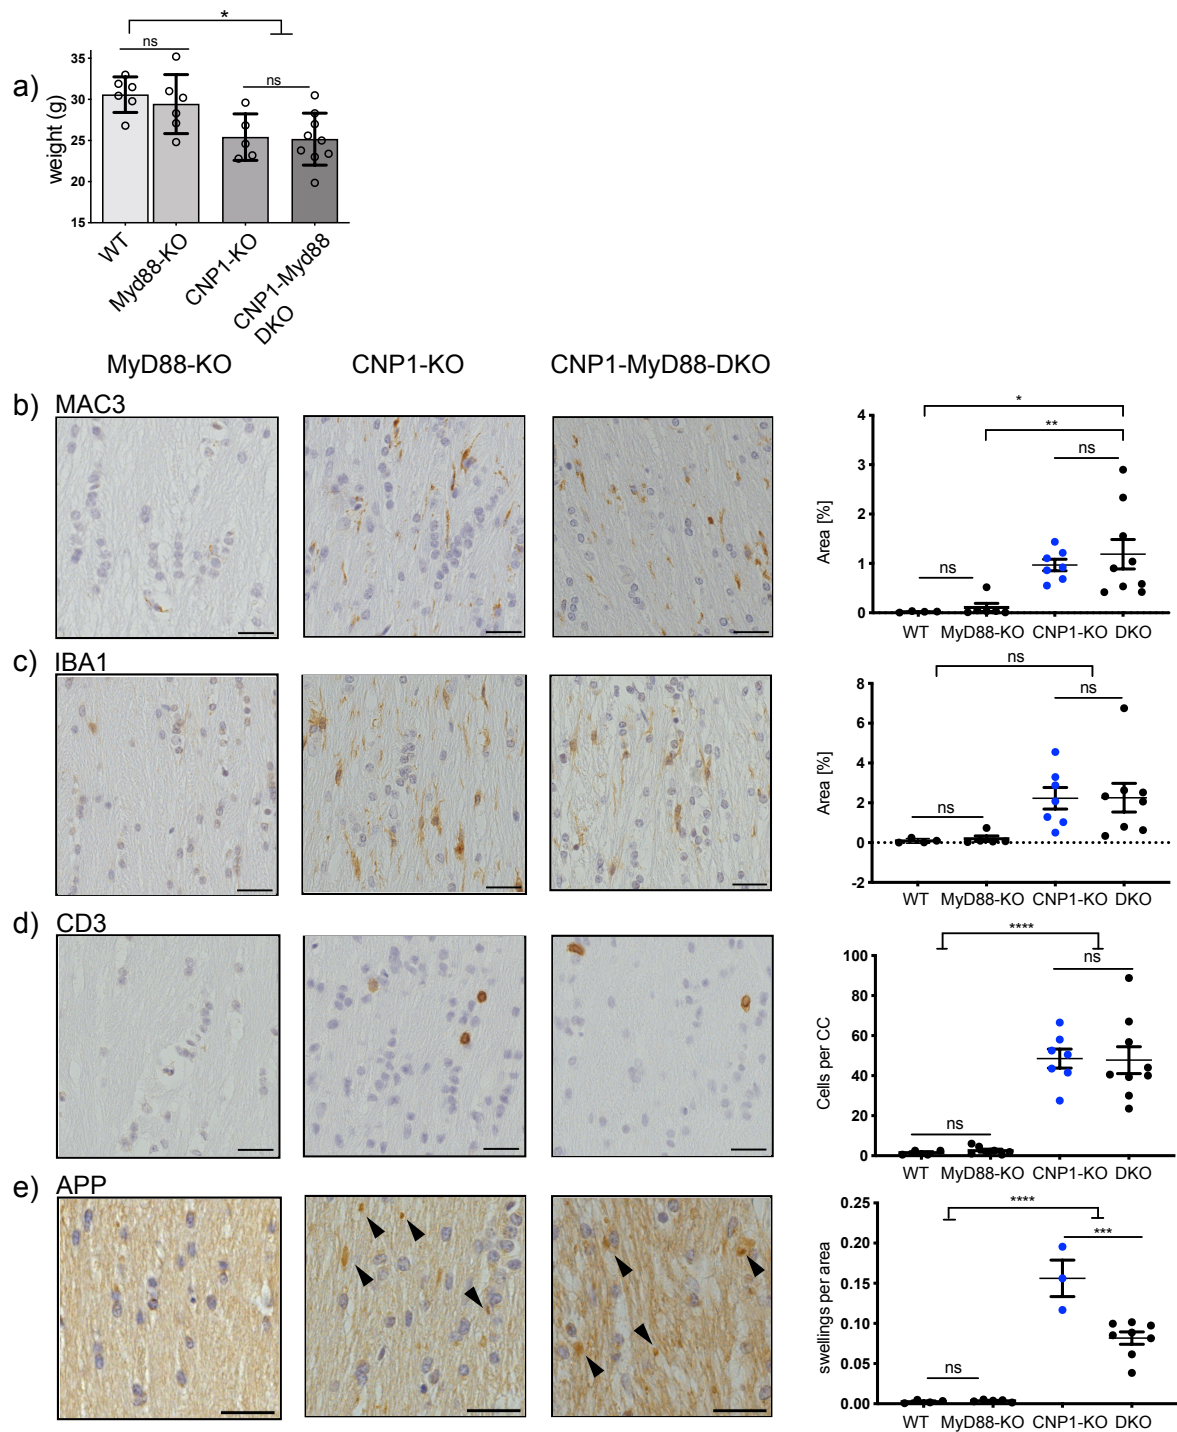 *
ns
a)
ns
weight (g)
35
30
25
20
15
WT
Myd88-KO
CNP1-KO
CNP1-Myd88
DKO
MyD88-KO CNP1-KO CNP1-MyD88-DKO
b) MAC3
*
**
ns
ns
Area [%]
4
3
2
1
0
WT MyD88-KO CNP1-KO DKO
c) IBA1
ns
ns
ns
Area [%]
8
6
4
2
0
-2
WT MyD88-KO CNP1-KO DKO
d) CD3
****
ns
ns
Cells per CC
100
80
60
40
20
0
WT MyD88-KO CNP1-KO DKO
e) APP
****
***
ns
swellings per area
0.25
0.20
0.15
0.10
0.05
0.00
WT MyD88-KO CNP1-KO DKO